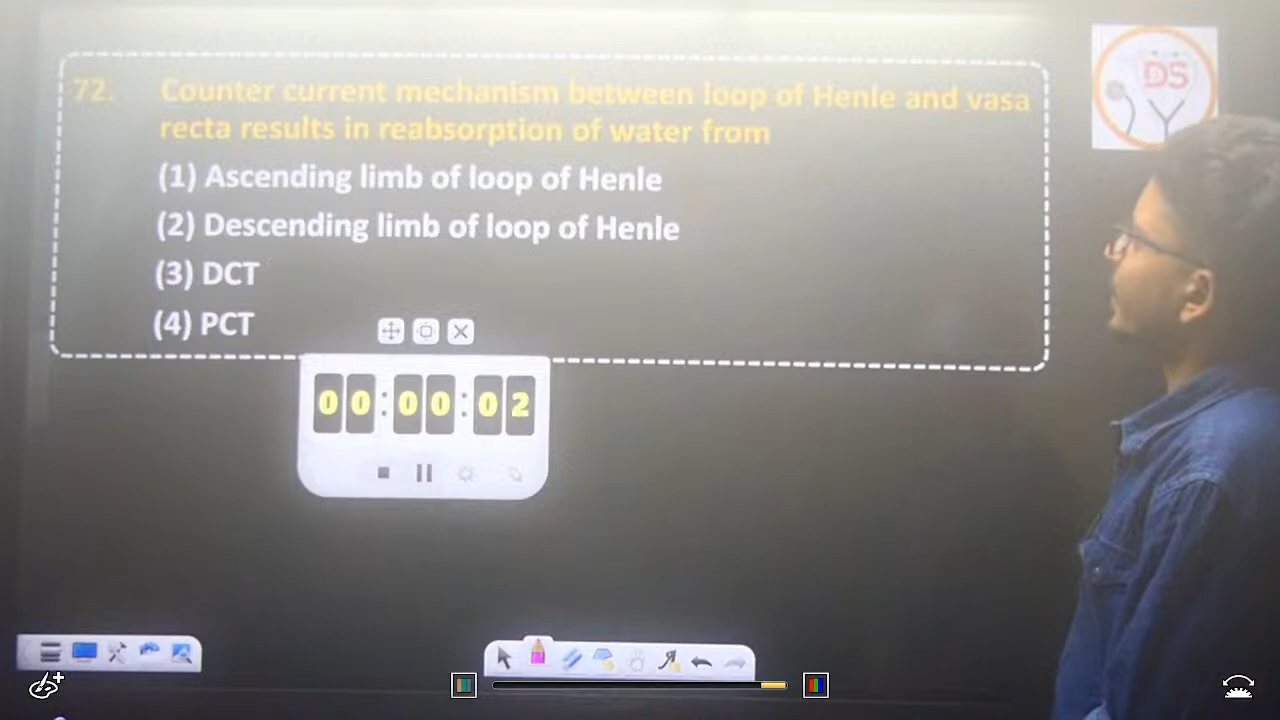 DS
72. Counter current mechanism between loop of Henle and vasa
recta results in reabsorption of water from
(1) Ascending limb of loop of Henle
(2) Descending limb of loop of Henle
(3) DCT
(4) PCT
00:00:02